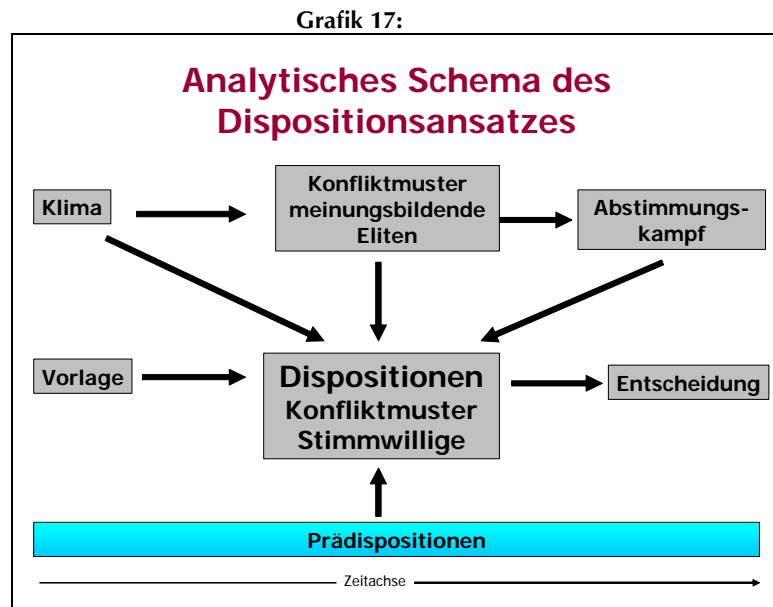 Grafik 17:
Analytisches Schema des
Dispositionsansatzes
Klima
Konfliktmuster
meinungsbildende
Eliten
Abstimmungs-
kampf
Vorlage
Dispositionen
Konfliktmuster
Stimmwillige
Entscheidung
Prädispositionen
Zeitachse